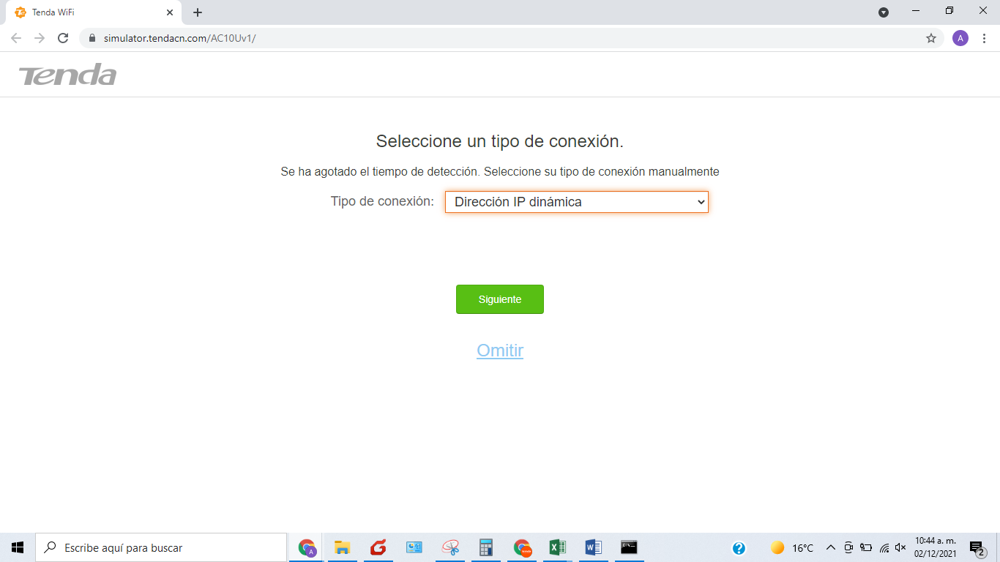 Tenda WiFi
simulator.tendacn.com/AC10Uv1/
A
Tenda
Seleccione un tipo de conexión.
Se ha agotado el tiempo de detección. Seleccione su tipo de conexión manualmente
Tipo de conexión: Dirección IP dinámica
Siguiente
Omitir
Escribe aquí para buscar
A
16°C
10:44 a. m.
02/12/2021
2